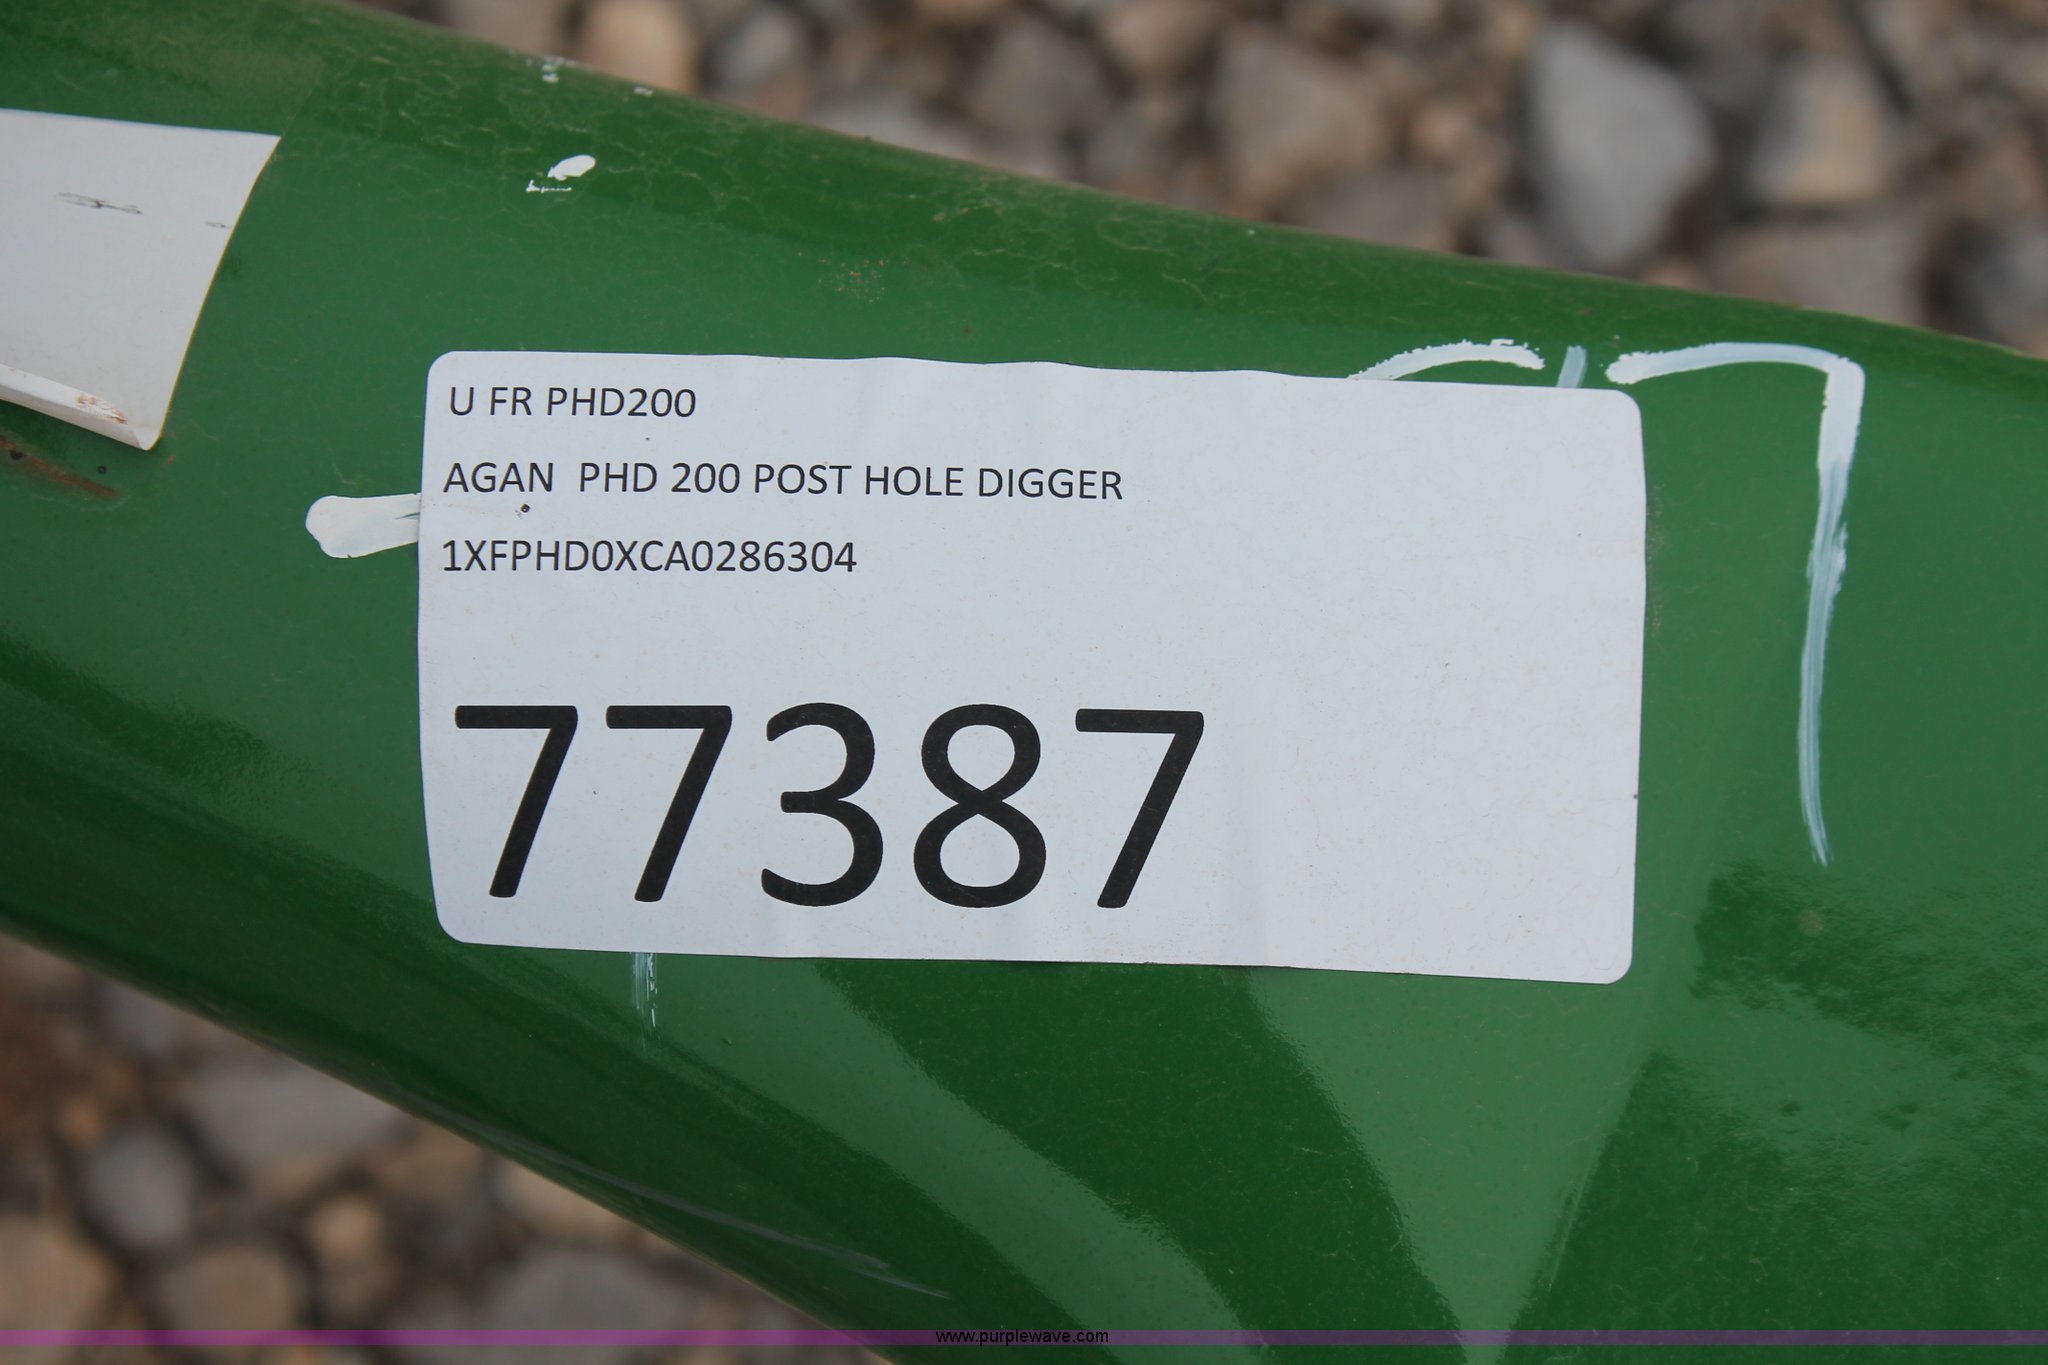 U FR PHD200
AGAN PHD 200 POST HOLE DIGGER
1XFPHD0XCA0286304
77387
www.purplewave.com